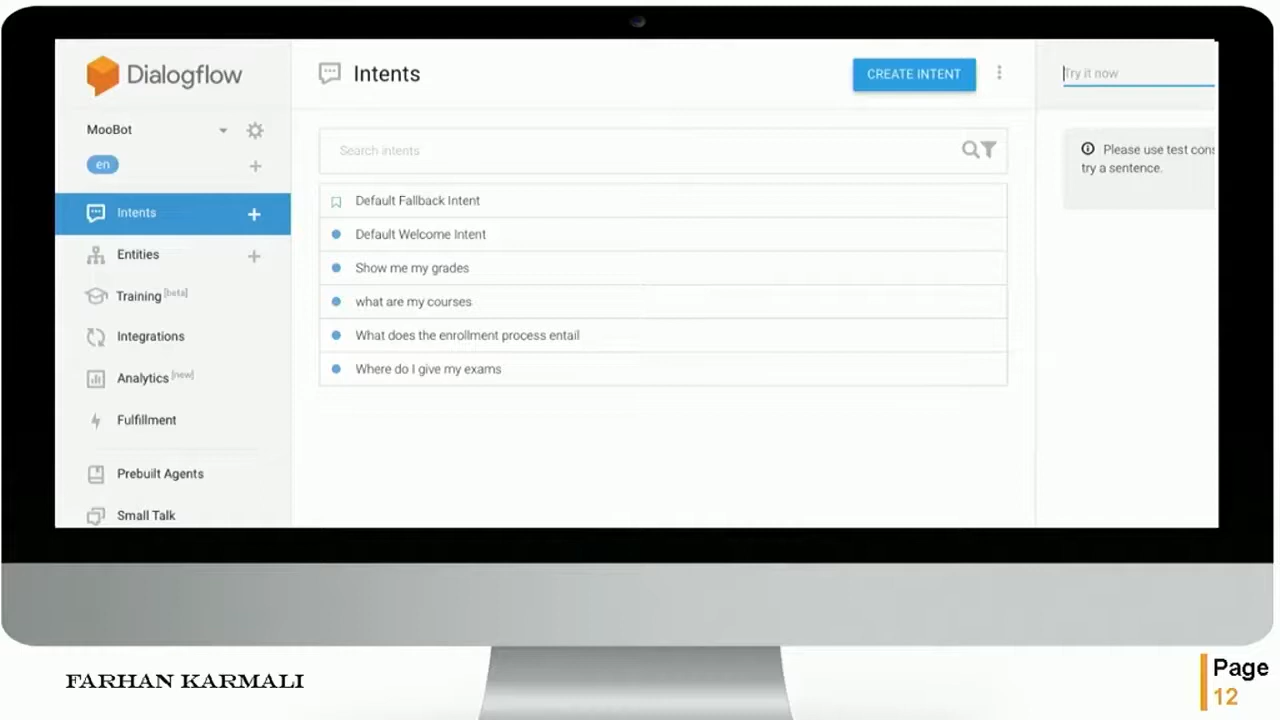 Dialogflow
MooBot
en
Intents
Entities
Training [beta]
Integrations
Analytics [new]
Fulfillment
Prebuilt Agents
Small Talk
Intents
CREATE INTENT
Search intents
Default Fallback Intent
Default Welcome Intent
Show me my grades
what are my courses
What does the enrollment process entail
Where do I give my exams
Try it now
Please use test cons
try a sentence.
FARHAN KARMALI
Page
12